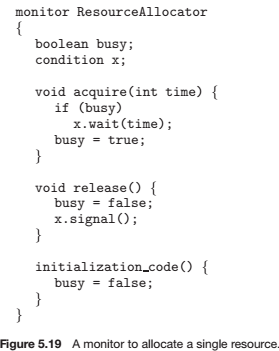 monitor ResourceAllocator
{
boolean busy;
condition x;
void acquire(int time) {
if (busy)
x.wait(time);
busy = true;
}
void release() {
busy = false;
x.signal();
}
initialization_code() {
busy = false;
}
}
Figure 5.19 A monitor to allocate a single resource.